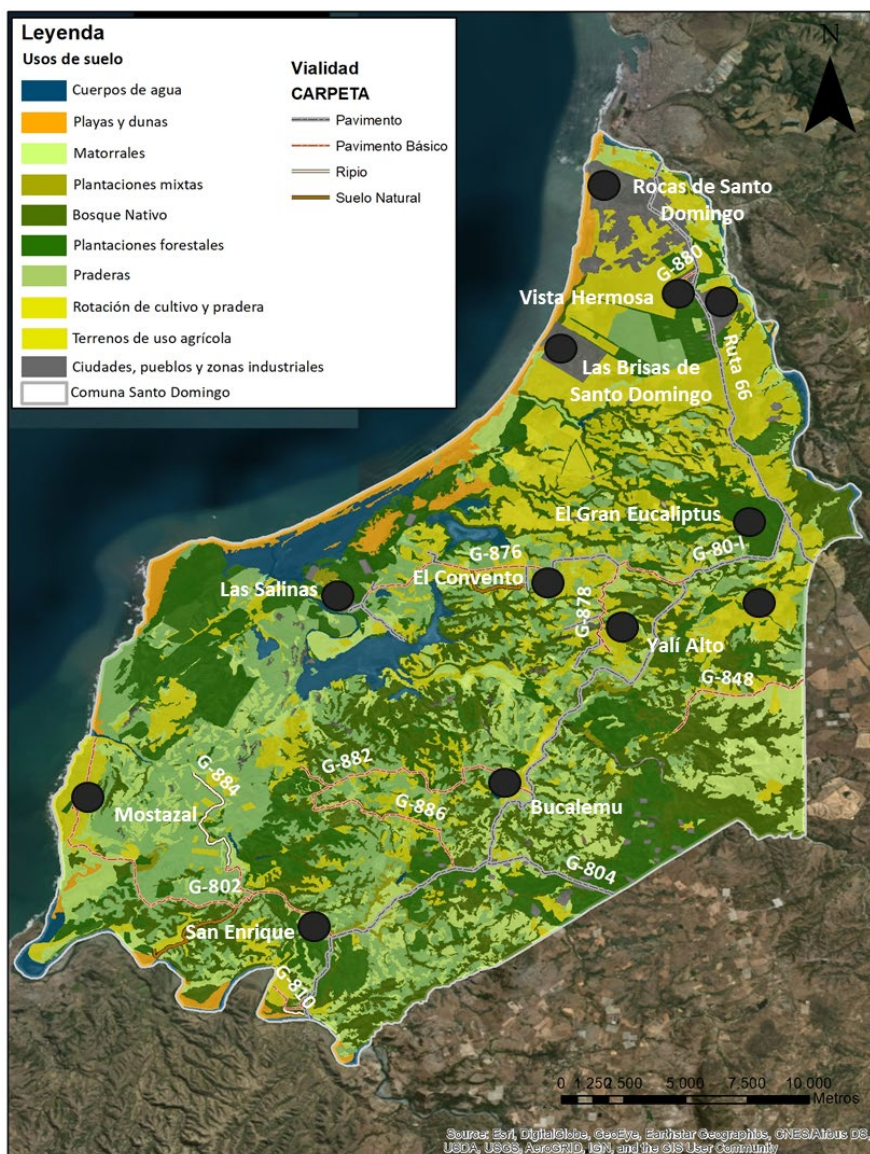 Leyenda
Usos de suelo
Cuerpos de agua
Playas y dunas
Matorrales
Plantaciones mixtas
Bosque Nativo
Plantaciones forestales
Praderas
Rotación de cultivo y pradera
Terrenos de uso agrícola
Ciudades, pueblos y zonas industriales
Comuna Santo Domingo
Vialidad
CARPETA
Pavimento
Pavimento Básico
Ripio
Suelo Natural
N
Rocas de Santo
Domingo
G-880
Vista Hermosa
Ruta 66
Las Brisas de
Santo Domingo
El Gran Eucaliptus
G-80-I
G-876
El Convento
Las Salinas
G-878
Yalí Alto
G-848
G-882
G-884
Mostazal
G-886
Bucalemu
G-804
G-802
San Enrique
G-810
0 1.250 2.500 5.000 7.500 10.000
Metros
Source: Esri, DigitalGlobe, GeoEye, Earthstar Geographics, CNES/Airbus DS,
USDA, USGS, AeroGRID, IGN, and the GIS User Community